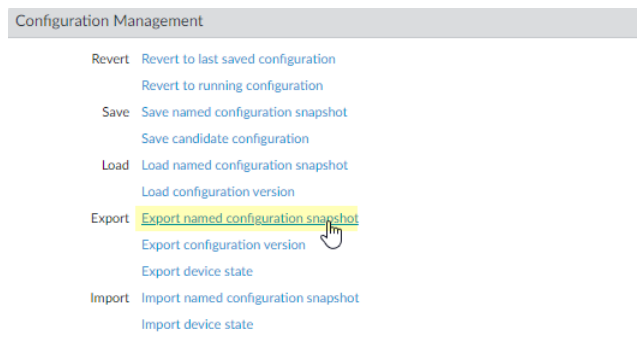 Configuration Management
Revert Revert to last saved configuration
Revert to running configuration
Save Save named configuration snapshot
Save candidate configuration
Load Load named configuration snapshot
Load configuration version
Export Export named configuration snapshot
Export configuration version
Export device state
Import Import named configuration snapshot
Import device state